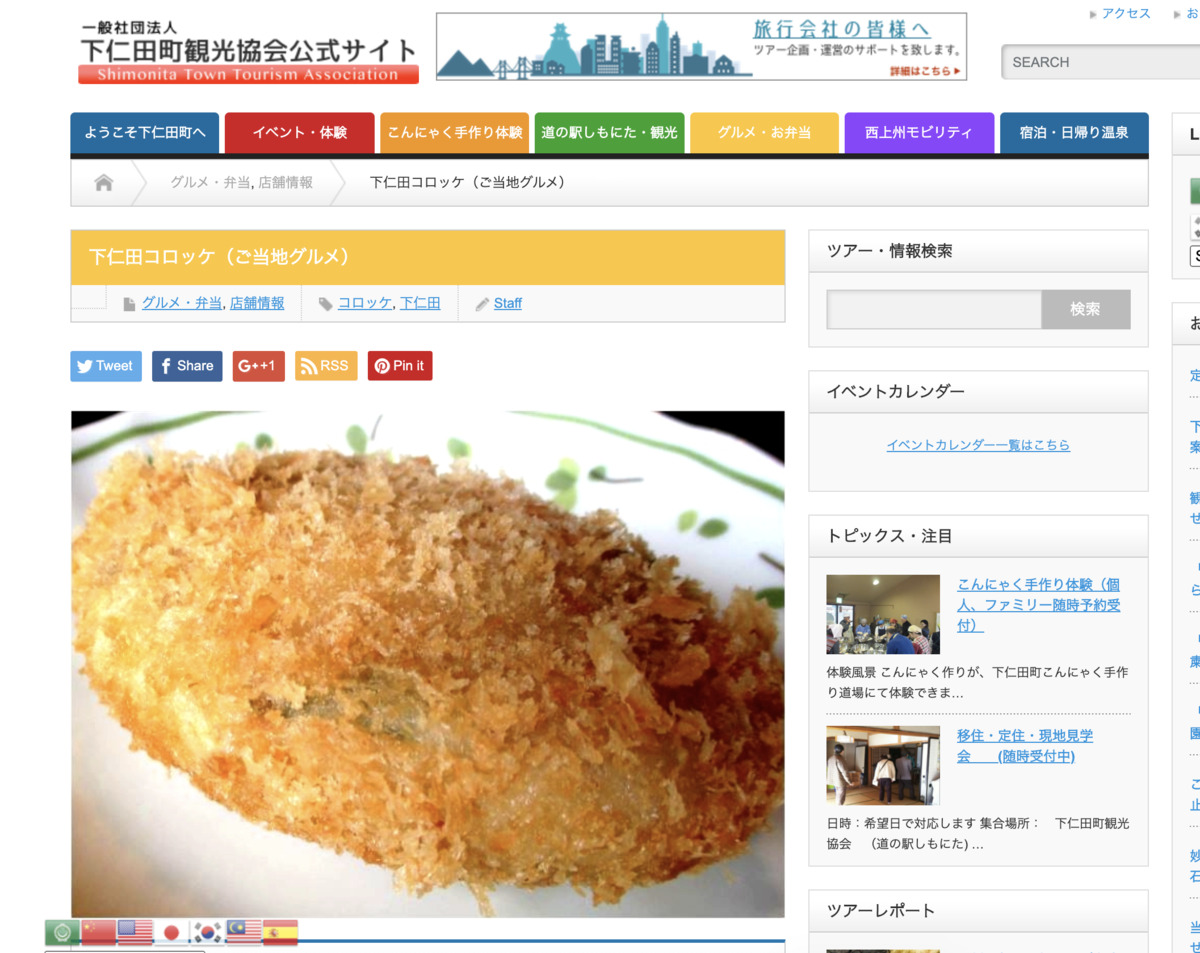 一般社団法人
下仁田町観光協会公式サイト
Shimonita Town Tourism Association
旅行会社の皆様へ
ツアー企画・運営のサポートを致します。
詳細はこちら
アクセス
お
SEARCH
ようこそ下仁田町へ
イベント・体験
こんにゃく手作り体験
道の駅しもにた・観光
グルメ・お弁当
西上州モビリティ
宿泊・日帰り温泉
グルメ・弁当, 店舗情報
下仁田コロッケ（ご当地グルメ）
下仁田コロッケ（ご当地グルメ）
グルメ・弁当, 店舗情報
コロッケ, 下仁田
Staff
Tweet
Share
G+ +1
RSS
Pin it
ツアー・情報検索
検索
イベントカレンダー
イベントカレンダー一覧はこちら
トピックス・注目
こんにゃく手作り体験（個
人、ファミリー随時予約受
付）
体験風景 こんにゃく作りが、下仁田町こんにゃく手作
り道場にて体験できま…
移住・定住・現地見学
会　　(随時受付中)
日時：希望日で対応します 集合場所：　下仁田町観光
協会　（道の駅しもにた) …
ツアーレポート
L
S
お
定
下
案
観
せ
「
ら
「
粛
「
園
こ
止
妙
石
当
せ